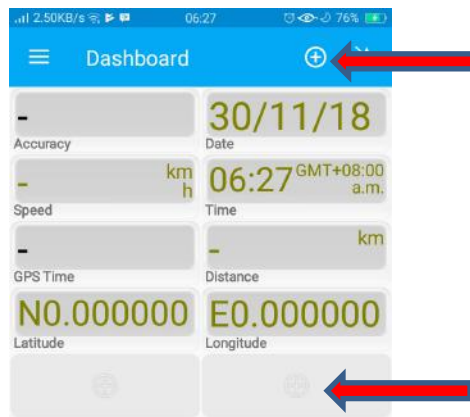 2.50KB/s 06:27 76%
Dashboard
-
Accuracy
30/11/18
Date
-
km
h
Speed
06:27 GMT+08:00
a.m.
Time
-
GPS Time
-
km
Distance
N0.000000
Latitude
E0.000000
Longitude